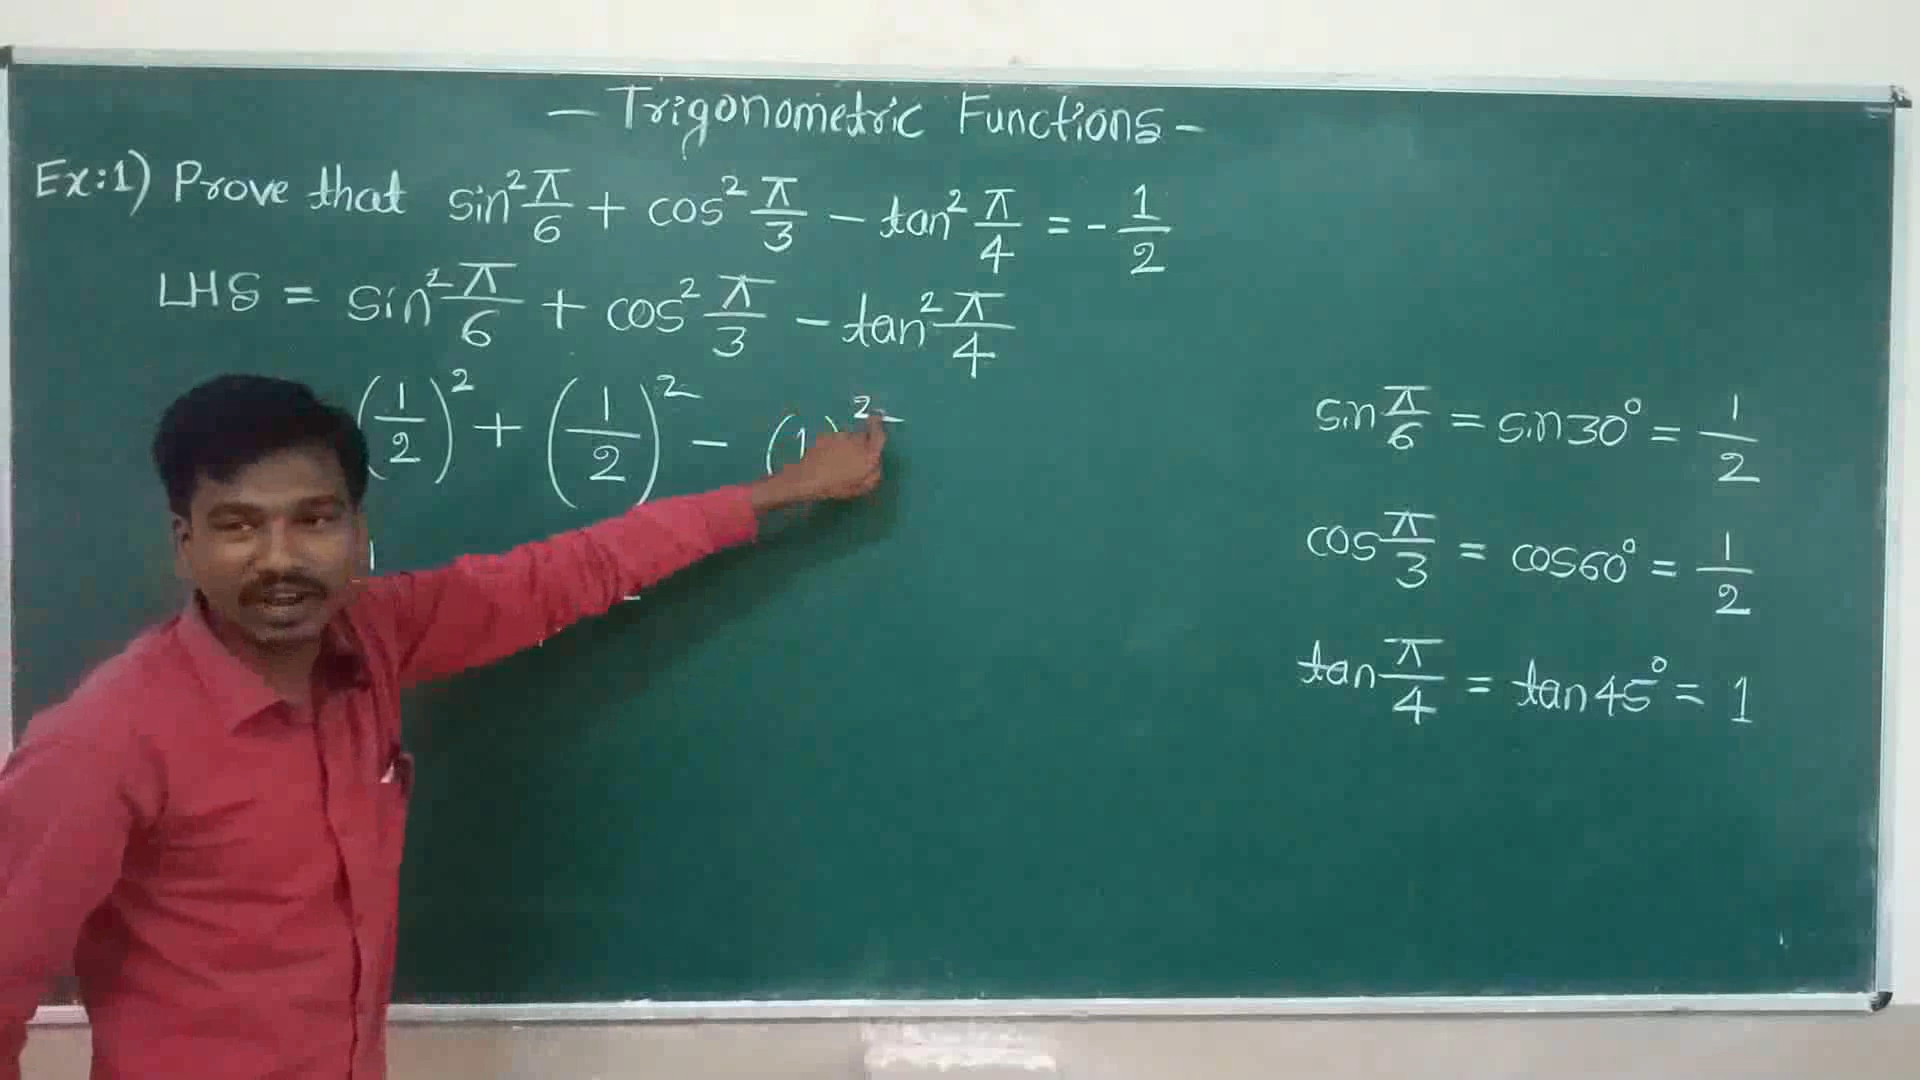 — Trigonometric Functions —
Ex:1) Prove that sin²π/6 + cos²π/3 - tan²π/4 = -1/2
LHS = sin²π/6 + cos²π/3 - tan²π/4
(1/2)² + (1/2)² - (1)²
sin π/6 = sin30° = 1/2
cos π/3 = cos60° = 1/2
tan π/4 = tan45° = 1